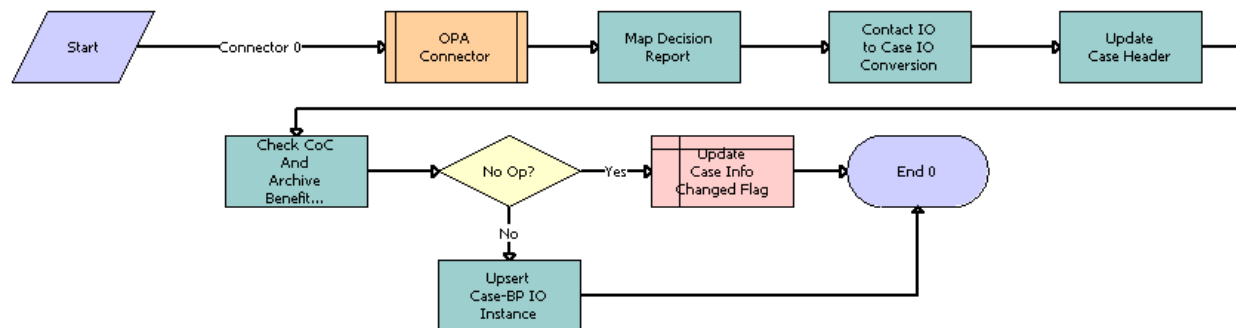 Start
Connector 0
OPA
Connector
Map Decision
Report
Contact IO
to Case IO
Conversion
Update
Case Header
Check CoC
And
Archive
Benefit...
No Op?
Yes
Update
Case Info
Changed Flag
End 0
No
Upsert
Case-BP IO
Instance